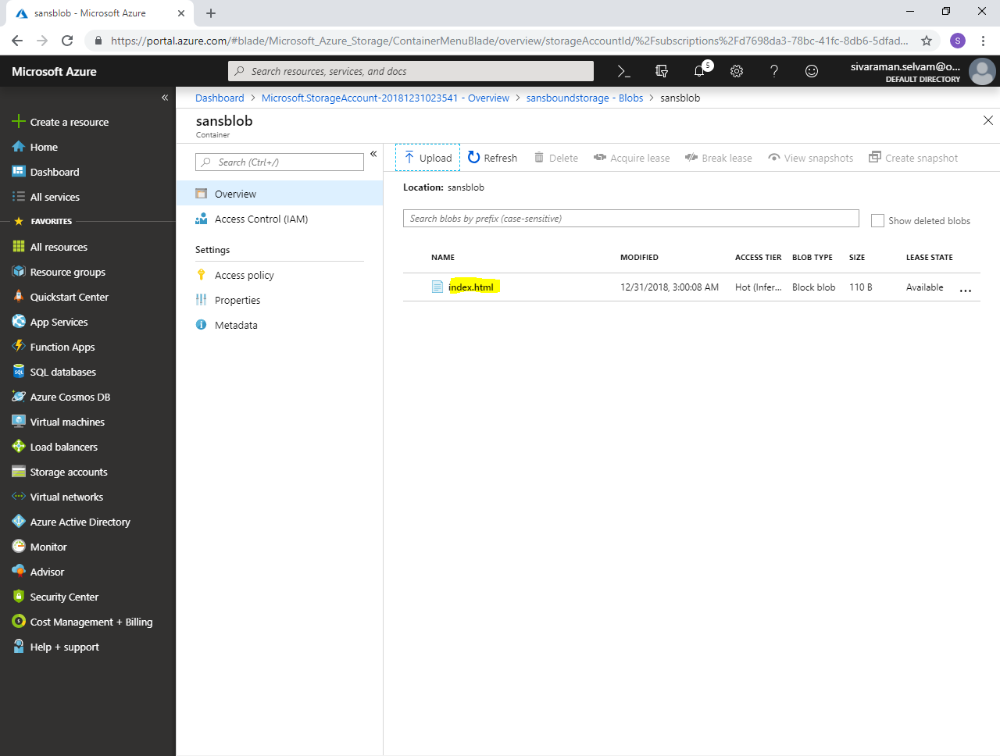 sansblob - Microsoft Azure
https://portal.azure.com/#blade/Microsoft_Azure_Storage/ContainerMenuBlade/overview/storageAccountId/%2Fsubscriptions%2Fd7698da3-78bc-41fc-8db6-5dfad...
S
Microsoft Azure
Search resources, services, and docs
5
sivaraman.selvam@o...
DEFAULT DIRECTORY
Dashboard > Microsoft.StorageAccount-20181231023541 - Overview > sansboundstorage - Blobs > sansblob
sansblob
Container
Create a resource
Home
Dashboard
All services
FAVORITES
All resources
Resource groups
Quickstart Center
App Services
Function Apps
SQL databases
Azure Cosmos DB
Virtual machines
Load balancers
Storage accounts
Virtual networks
Azure Active Directory
Monitor
Advisor
Security Center
Cost Management + Billing
Help + support
Search (Ctrl+/)
Overview
Access Control (IAM)
Settings
Access policy
Properties
Metadata
Upload Refresh Delete Acquire lease Break lease View snapshots Create snapshot
Location: sansblob
Search blobs by prefix (case-sensitive)
Show deleted blobs
NAME MODIFIED ACCESS TIER BLOB TYPE SIZE LEASE STATE
index.html 12/31/2018, 3:00:08 AM Hot (Infer... Block blob 110 B Available ...